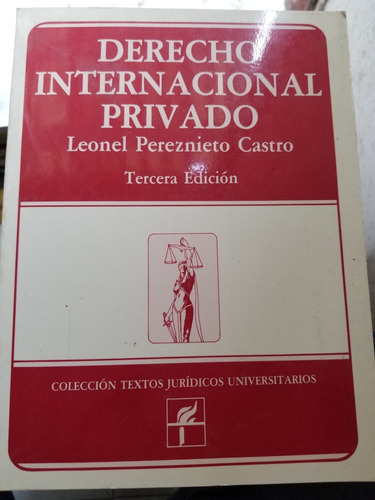 DERECHO
INTERNACIONAL
PRIVADO
Leonel Pereznieto Castro
Tercera Edición
COLECCIÓN TEXTOS JURÍDICOS UNIVERSITARIOS